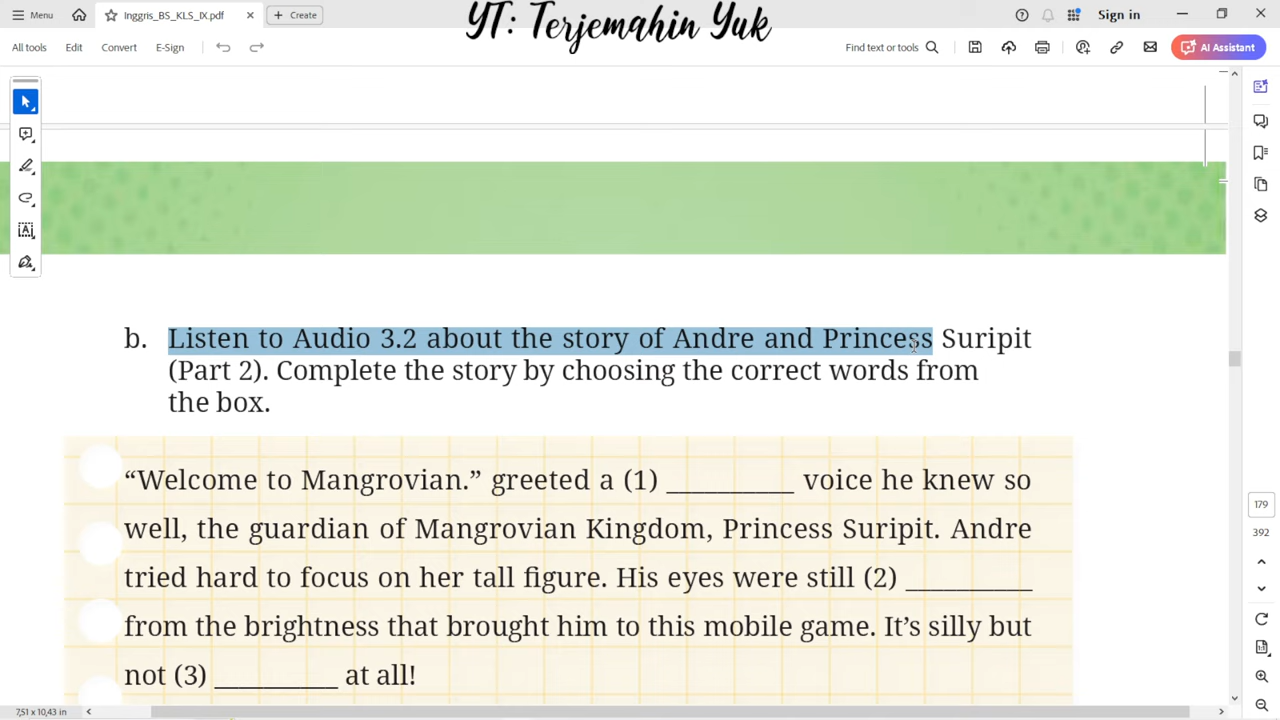 Menu
Inggris_BS_KLS_IX.pdf
Create
YT: Terjemahin Yuk
Sign in
All tools
Edit
Convert
E-Sign
Find text or tools
AI Assistant
b. Listen to Audio 3.2 about the story of Andre and Princess Suripit
(Part 2). Complete the story by choosing the correct words from
the box.
“Welcome to Mangrovian.” greeted a (1) __________ voice he knew so
well, the guardian of Mangrovian Kingdom, Princess Suripit. Andre
tried hard to focus on her tall figure. His eyes were still (2) __________
from the brightness that brought him to this mobile game. It’s silly but
not (3) __________ at all!
179
392
7,51 x 10,43 in